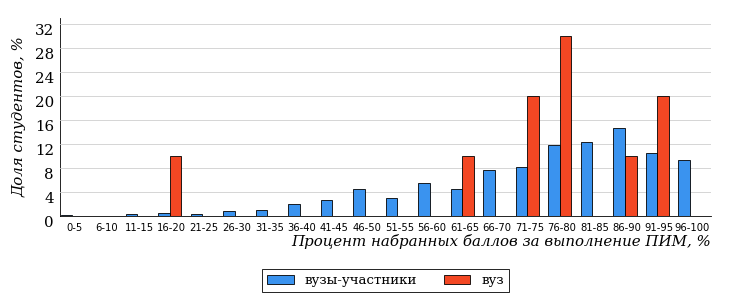 Доля студентов, %
32
28
24
20
16
12
8
4
0
0-5 6-10 11-15 16-20 21-25 26-30 31-35 36-40 41-45 46-50 51-55 56-60 61-65 66-70 71-75 76-80 81-85 86-90 91-95 96-100
Процент набранных баллов за выполнение ПИМ, %
вузы-участники вуз